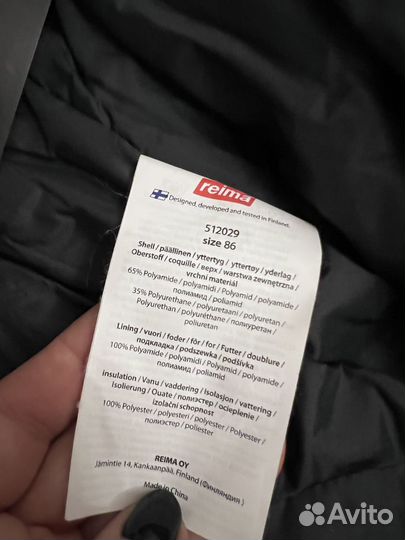 reima
Designed, developed and tested in Finland.
512029
size 86
Shell / päällinen / yttertyg / yttertøy / yderlag /
Oberstoff / coquille / верх / warstwa zewnętrzna /
vrchní materiál
65% Polyamide / polyamidi / Polyamid / polyamide /
полиамид / poliamid
35% Polyurethane / polyuretaani / polyuretan /
Polyurethan / polyuréthane / полиуретан /
poliuretan
Lining / vuori / foder / fôr / for / Futter / doublure /
подкладка / podszewka / podšívka
100% Polyamide / polyamidi / Polyamid / polyamide /
полиамид / poliamid
insulation / Vanu / vaddering / isolasjon / vattering /
Isolierung / Ouate / полиэстер / ocieplenie /
izolační schopnost
100% Polyester / polyesteri / polyester / Polyester /
полиэстер / poliester
REIMA OY
Jämintie 14, Kankaanpää, Finland (Финляндия)
Made in China
Avito